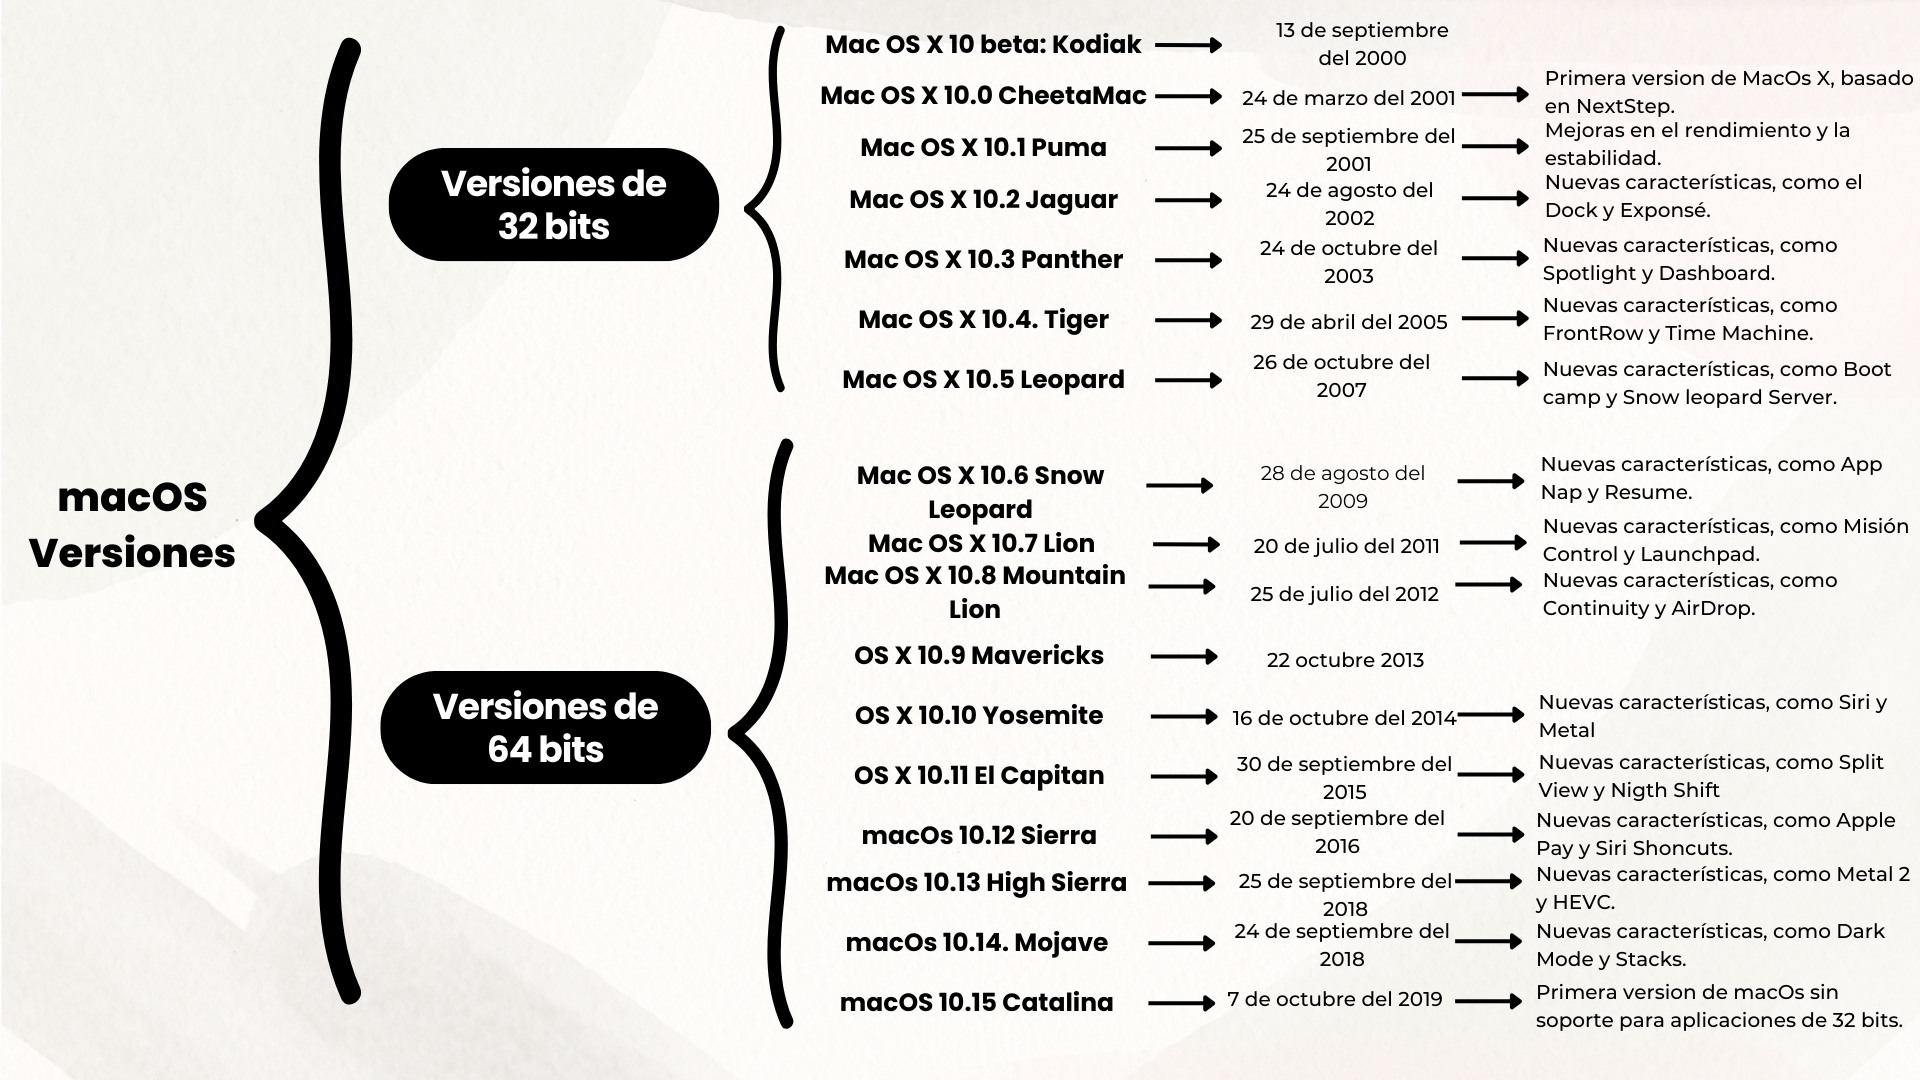 macOS
Versiones
Versiones de
32 bits
Mac OS X 10 beta: Kodiak
13 de septiembre
del 2000
Mac OS X 10.0 CheetaMac
24 de marzo del 2001
Primera version de MacOs X, basado
en NextStep.
Mac OS X 10.1 Puma
25 de septiembre del
2001
Mejoras en el rendimiento y la
estabilidad.
Mac OS X 10.2 Jaguar
24 de agosto del
2002
Nuevas características, como el
Dock y Exponsé.
Mac OS X 10.3 Panther
24 de octubre del
2003
Nuevas características, como
Spotlight y Dashboard.
Mac OS X 10.4. Tiger
29 de abril del 2005
Nuevas características, como
FrontRow y Time Machine.
Mac OS X 10.5 Leopard
26 de octubre del
2007
Nuevas características, como Boot
camp y Snow leopard Server.
Versiones de
64 bits
Mac OS X 10.6 Snow
Leopard
28 de agosto del
2009
Nuevas características, como App
Nap y Resume.
Mac OS X 10.7 Lion
20 de julio del 2011
Nuevas características, como Misión
Control y Launchpad.
Mac OS X 10.8 Mountain
Lion
25 de julio del 2012
Nuevas características, como
Continuity y AirDrop.
OS X 10.9 Mavericks
22 octubre 2013
OS X 10.10 Yosemite
16 de octubre del 2014
Nuevas características, como Siri y
Metal
OS X 10.11 El Capitan
30 de septiembre del
2015
Nuevas características, como Split
View y Nigth Shift
macOs 10.12 Sierra
20 de septiembre del
2016
Nuevas características, como Apple
Pay y Siri Shoncuts.
macOs 10.13 High Sierra
25 de septiembre del
2018
Nuevas características, como Metal 2
y HEVC.
macOs 10.14. Mojave
24 de septiembre del
2018
Nuevas características, como Dark
Mode y Stacks.
macOS 10.15 Catalina
7 de octubre del 2019
Primera version de macOs sin
soporte para aplicaciones de 32 bits.